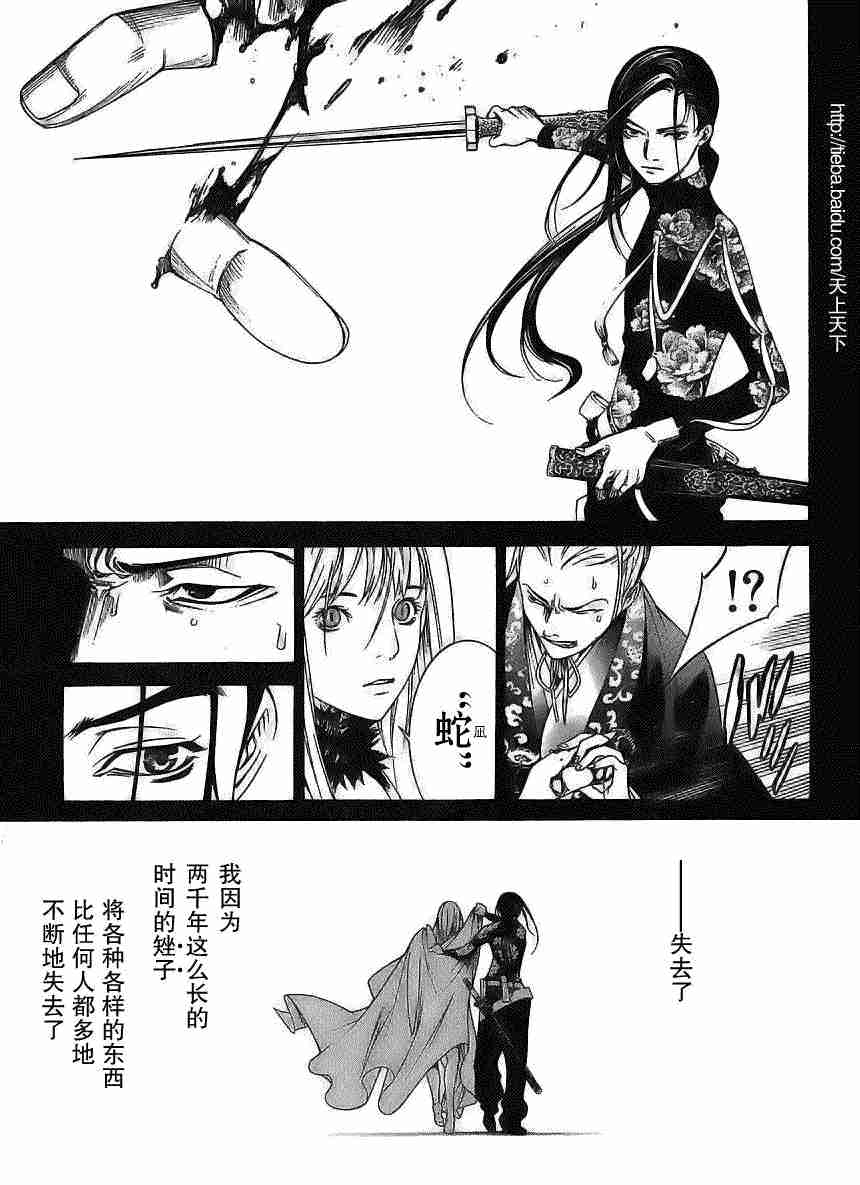 http://tieba.baidu.com/天上天下
!?
“蛇”
凪
——失去了
我因为
两千年这么长的
时间的矬子
将各种各样的东西
比任何人都多地
不断地失去了